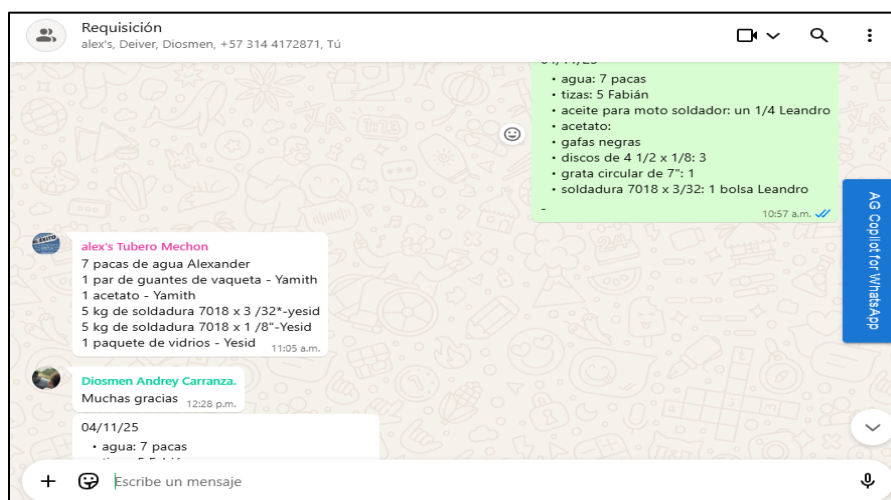 Requisición
alex's, Deiver, Diosmen, +57 314 4172871, Tú
04/11/25
• agua: 7 pacas
• tizas: 5 Fabián
• aceite para moto soldador: un 1/4 Leandro
• acetato:
• gafas negras
• discos de 4 1/2 x 1/8: 3
• grata circular de 7": 1
• soldadura 7018 x 3/32: 1 bolsa Leandro
-
10:57 a.m.
AG Copilot for WhatsApp
alex's Tubero Mechon
7 pacas de agua Alexander
1 par de guantes de vaqueta - Yamith
1 acetato - Yamith
5 kg de soldadura 7018 x 3 /32*-yesid
5 kg de soldadura 7018 x 1 /8"-Yesid
1 paquete de vidrios - Yesid
11:05 a.m.
Diosmen Andrey Carranza.
Muchas gracias 12:28 p.m.
04/11/25
• agua: 7 pacas
Escribe un mensaje